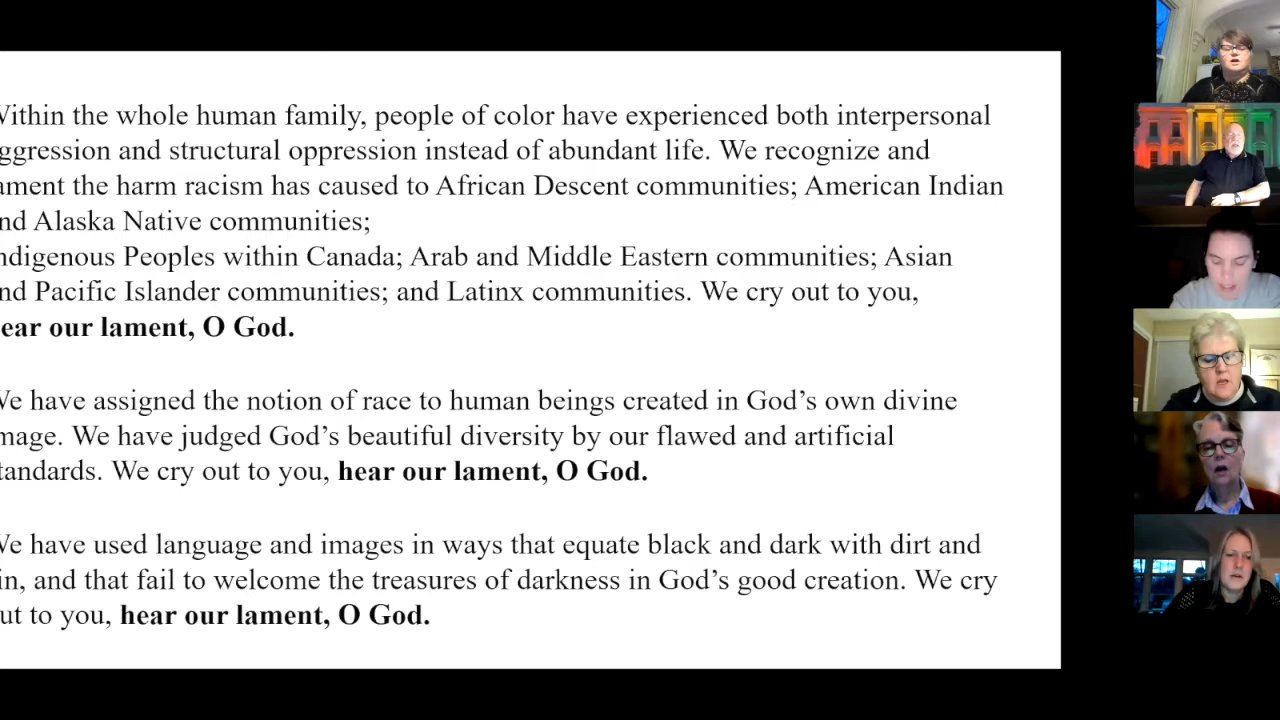 Within the whole human family, people of color have experienced both interpersonal
ggression and structural oppression instead of abundant life. We recognize and
ament the harm racism has caused to African Descent communities; American Indian
nd Alaska Native communities;
ndigenous Peoples within Canada; Arab and Middle Eastern communities; Asian
nd Pacific Islander communities; and Latinx communities. We cry out to you,
ear our lament, O God.
We have assigned the notion of race to human beings created in God’s own divine
mage. We have judged God’s beautiful diversity by our flawed and artificial
tandards. We cry out to you, hear our lament, O God.
We have used language and images in ways that equate black and dark with dirt and
in, and that fail to welcome the treasures of darkness in God’s good creation. We cry
ut to you, hear our lament, O God.